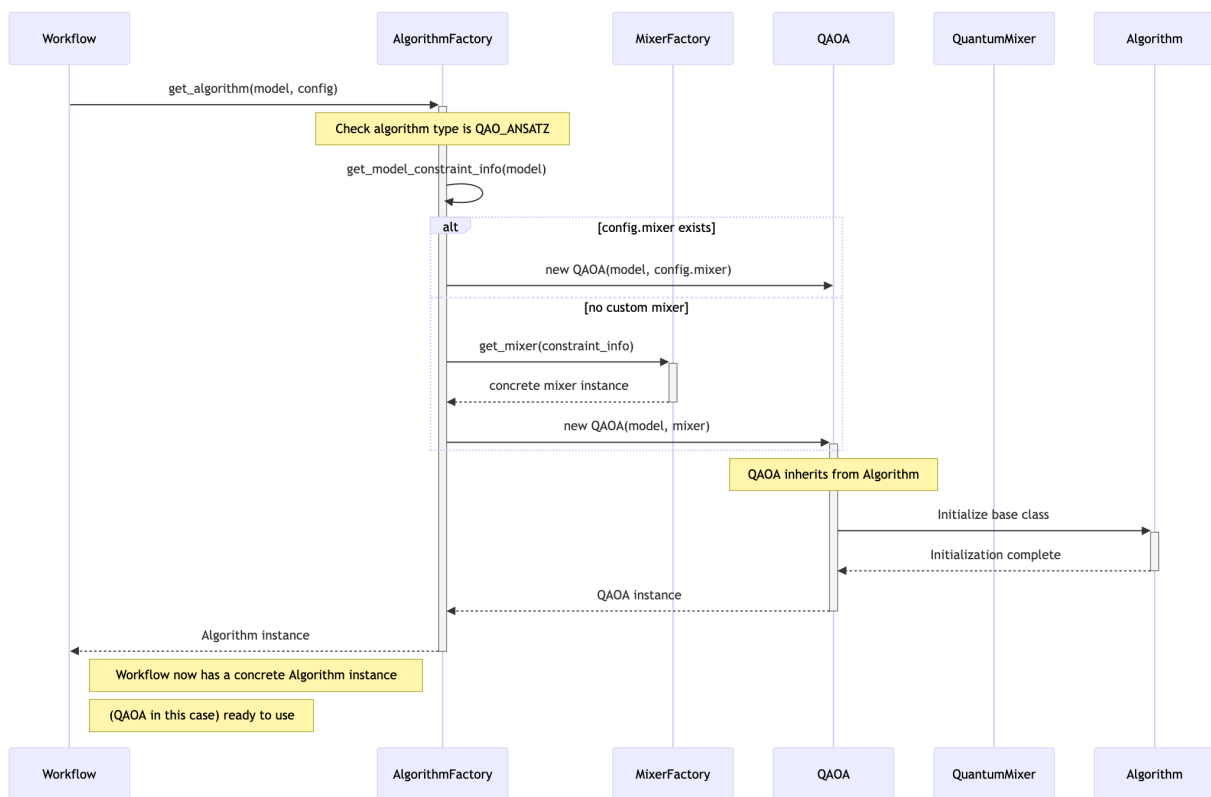 Workflow
AlgorithmFactory
MixerFactory
QAOA
QuantumMixer
Algorithm
get_algorithm(model, config)
Check algorithm type is QAO_ANSATZ
get_model_constraint_info(model)
alt
[config.mixer exists]
new QAOA(model, config.mixer)
[no custom mixer]
get_mixer(constraint_info)
concrete mixer instance
new QAOA(model, mixer)
QAOA inherits from Algorithm
Initialize base class
Initialization complete
QAOA instance
Algorithm instance
Workflow now has a concrete Algorithm instance
(QAOA in this case) ready to use
Workflow
AlgorithmFactory
MixerFactory
QAOA
QuantumMixer
Algorithm